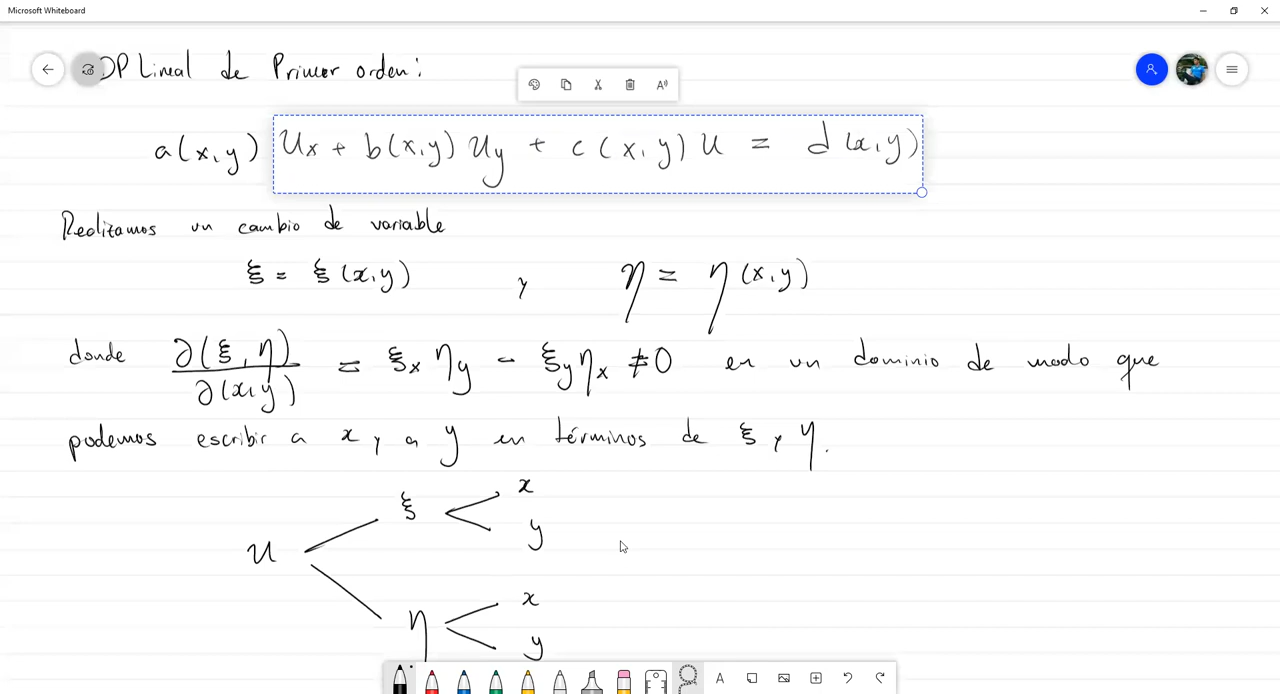 Microsoft Whiteboard
DP Lineal de Primer orden:
a(x,y) Ux + b(x,y) Uy + c(x,y) U = d(x,y)
Realizamos un cambio de variable
ξ = ξ(x,y) y η = η(x,y)
donde ∂(ξ,η)/∂(x,y) = ξx ηy - ξy ηx ≠ 0 en un dominio de modo que
podemos escribir a x y a y en términos de ξ y η.
x
ξ
y
u
x
η
y